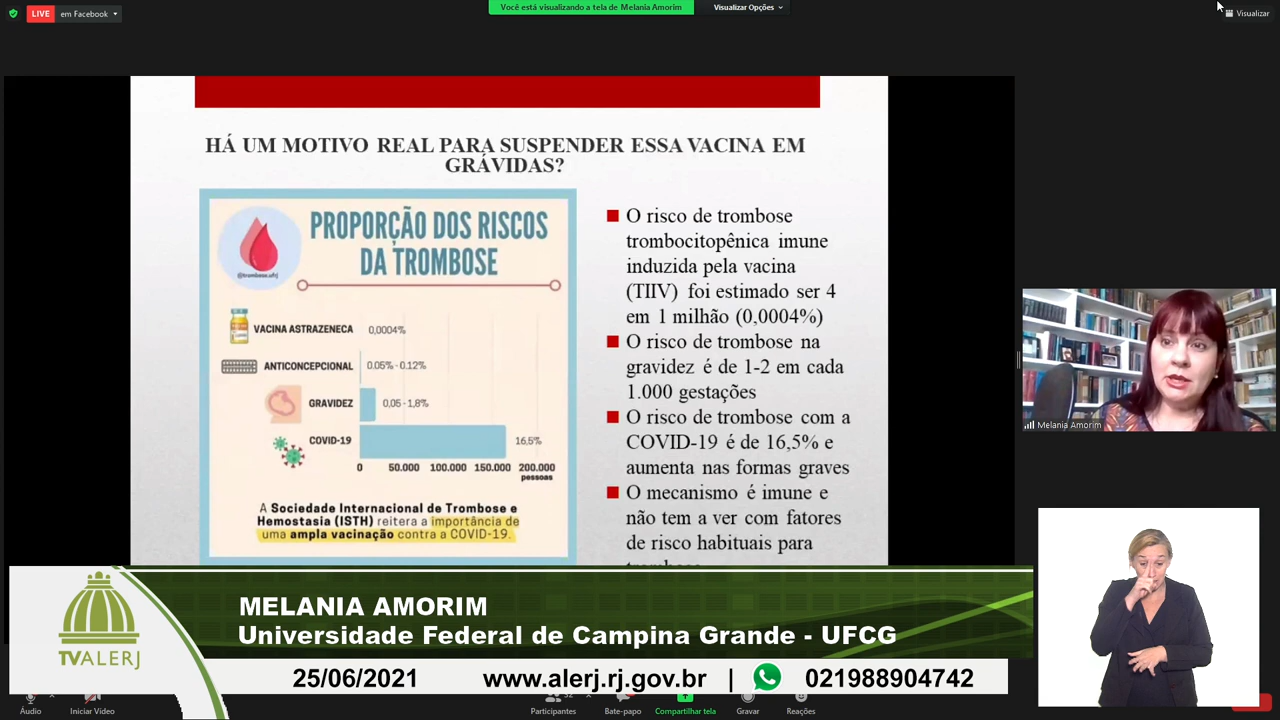 LIVE
em Facebook
Você está visualizando a tela de Melania Amorim
Visualizar Opções
Visualizar
HÁ UM MOTIVO REAL PARA SUSPENDER ESSA VACINA EM
GRÁVIDAS?
@trombose.ufrj
PROPORÇÃO DOS RISCOS
DA TROMBOSE
VACINA ASTRAZENECA 0,0004%
ANTICONCEPCIONAL 0.05% - 0.12%
GRAVIDEZ 0,05 - 1,8%
COVID-19 16,5%
0 50.000 100.000 150.000 200.000
pessoas
A Sociedade Internacional de Trombose e
Hemostasia (ISTH) reitera a importância de
uma ampla vacinação contra a COVID-19.
O risco de trombose
trombocitopênica imune
induzida pela vacina
(TIIV) foi estimado ser 4
em 1 milhão (0,0004%)
O risco de trombose na
gravidez é de 1-2 em cada
1.000 gestações
O risco de trombose com a
COVID-19 é de 16,5% e
aumenta nas formas graves
O mecanismo é imune e
não tem a ver com fatores
de risco habituais para
Melania Amorim
TVALERJ
MELANIA AMORIM
Universidade Federal de Campina Grande - UFCG
25/06/2021 www.alerj.rj.gov.br | 021988904742
Áudio
Iniciar Vídeo
Participantes
Bate-papo
Compartilhar tela
Gravar
Reações